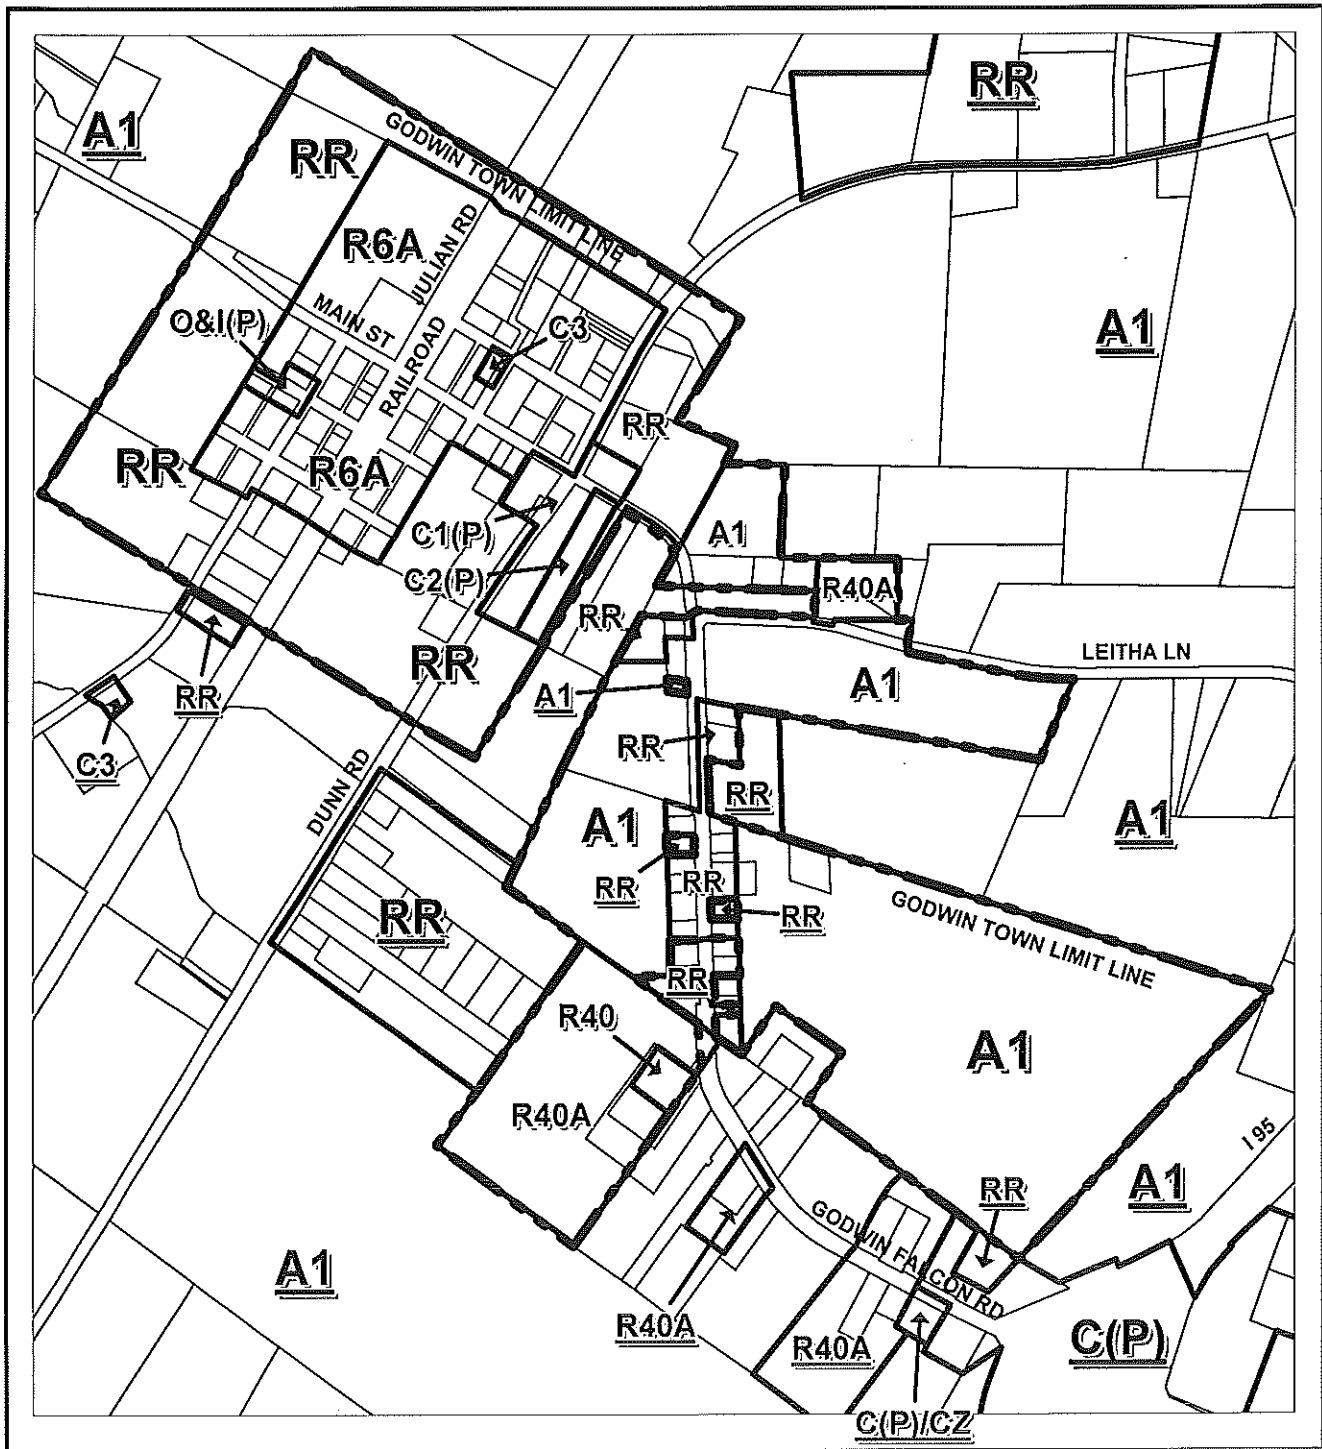 RR
A1
GODWIN TOWN LIMIT LINE
RR
R6A
JULIAN RD
MAIN ST
O&I(P)
C3
A1
RAILROAD
RR
RR
R6A
C1(P)
A1
C2(P)
R40A
RR
RR
LEITHA LN
A1
RR
A1
RR
C3
DUNN RD
RR
A1
A1
RR
RR
RR
RR
GODWIN TOWN LIMIT LINE
RR
RR
R40
A1
R40A
I 95
RR
A1
GODWIN FALCON RD
A1
R40A
R40A
C(P)
C(P)/CZ